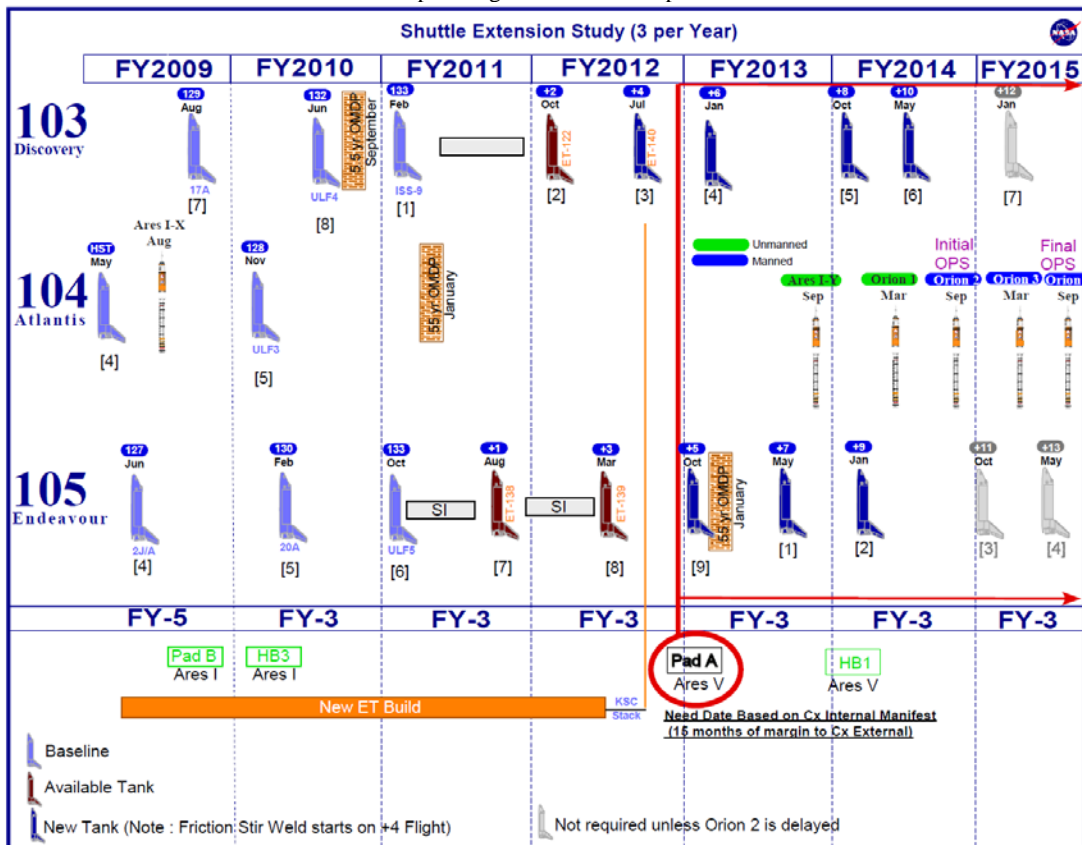 Shuttle Extension Study (3 per Year)
NASA
FY2009 FY2010 FY2011 FY2012 FY2013 FY2014 FY2015
103
Discovery
129
Aug
17A
[7]
132
Jun
ULF4
[8]
5.5 yr. OMDP
September
133
Feb
ISS-9
[1]
+2
Oct
ET-122
[2]
+4
Jul
ET-140
[3]
+6
Jan
[4]
+8
Oct
[5]
+10
May
[6]
+12
Jan
[7]
Unmanned
Manned
104
Atlantis
HST
May
[4]
Ares I-X
Aug
128
Nov
ULF3
[5]
55 yr. OMDP
January
Ares I-Y
Sep
Orion 1
Mar
Initial
OPS
Orion 2
Sep
Orion 3
Mar
Final
OPS
Orion
Sep
105
Endeavour
127
Jun
2J/A
[4]
130
Feb
20A
[5]
133
Oct
ULF5
[6]
SI
+1
Aug
ET-138
[7]
SI
+3
Mar
ET-139
[8]
+5
Oct
[9]
55 yr. OMDP
January
+7
May
[1]
+9
Jan
[2]
+11
Oct
[3]
+13
May
[4]
FY-5 FY-3 FY-3 FY-3 FY-3 FY-3 FY-3
Pad B
Ares I
HB3
Ares I
Pad A
Ares V
HB1
Ares V
New ET Build
KSC
Stack
Need Date Based on Cx Internal Manifest
(15 months of margin to Cx External)
Baseline
Available Tank
New Tank (Note : Friction Stir Weld starts on +4 Flight)
Not required unless Orion 2 is delayed